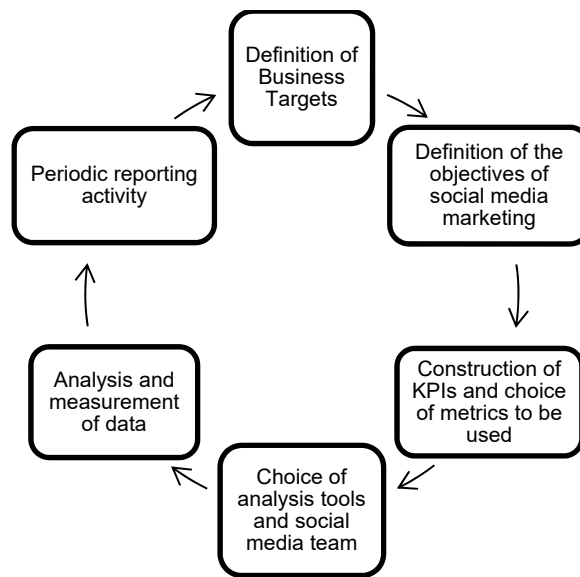 Definition of
Business
Targets
Definition of the
objectives of
social media
marketing
Construction of
KPIs and choice
of metrics to be
used
Choice of
analysis tools
and social
media team
Analysis and
measurement
of data
Periodic reporting
activity